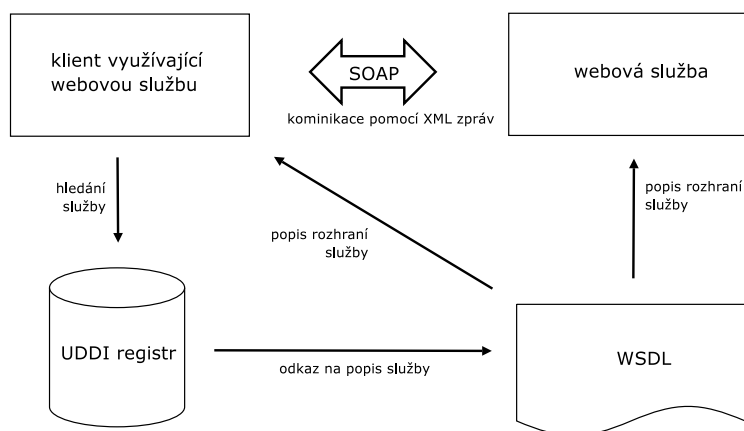 klient využívající
webovou službu
SOAP
kominikace pomocí XML zpráv
webová služba
hledání
služby
popis rozhraní
služby
popis rozhraní
služby
UDDI registr
odkaz na popis služby
WSDL